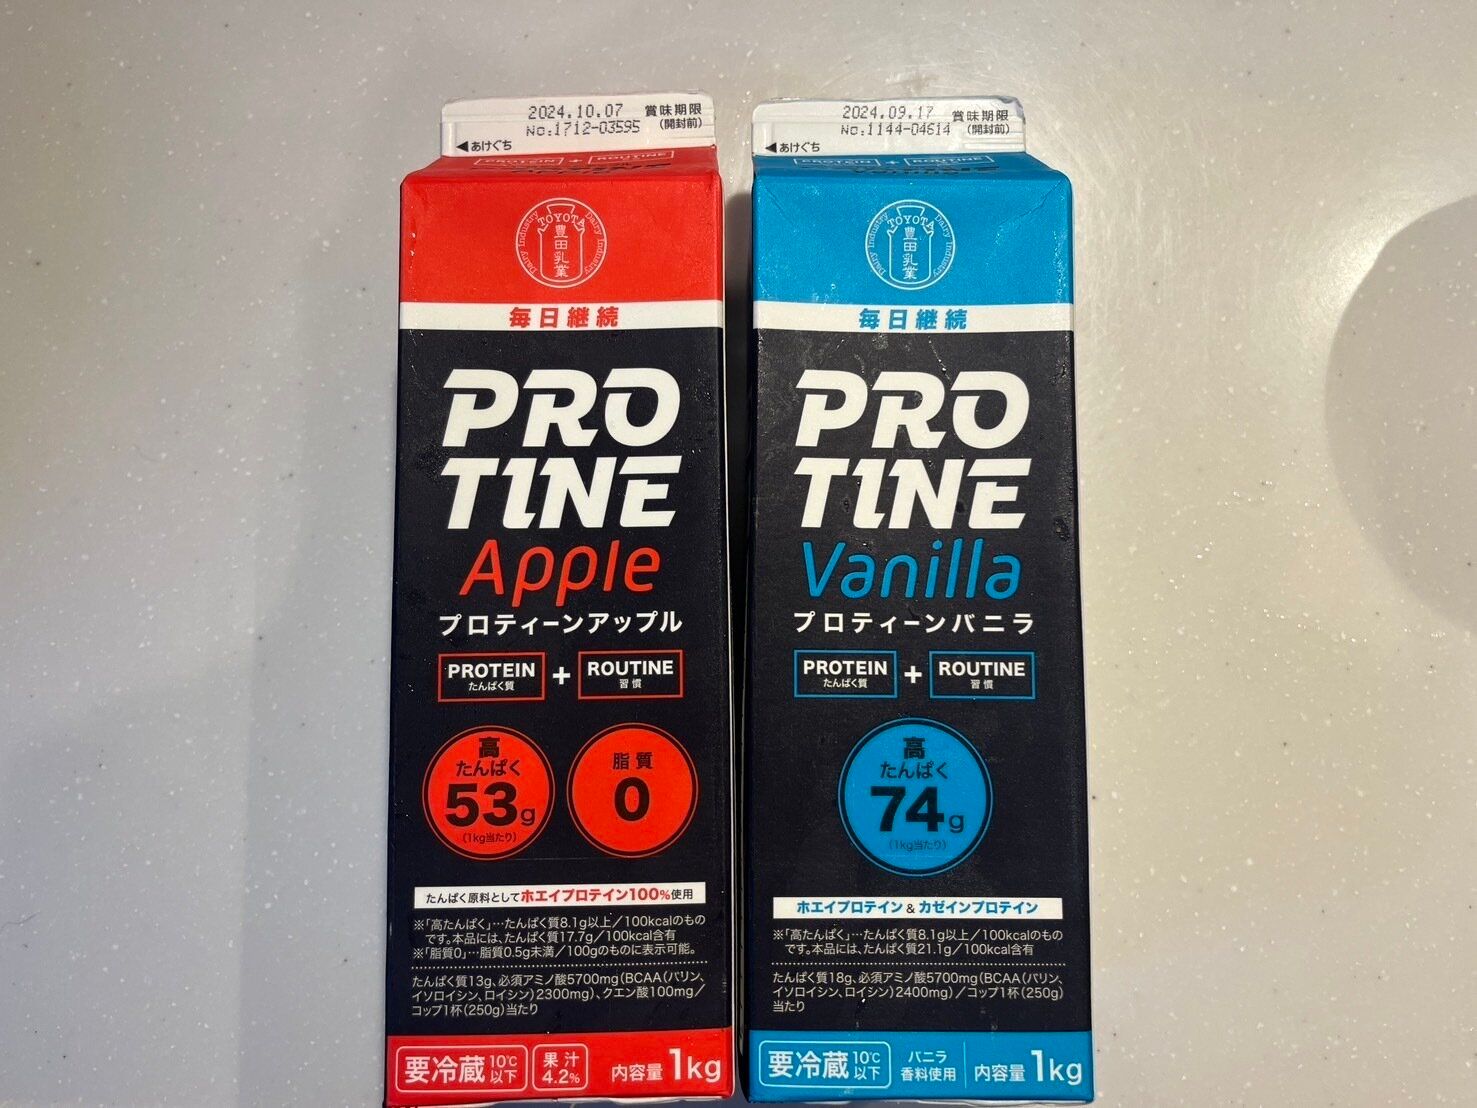 2024.10.07 賞味期限
No:1712-03595 (開封前)
◀あけぐち
PROTEIN + ROUTINE
Dairy Industry TOYOTA Dairy Industry
豊田乳業
毎日継続
PRO
TINE
Apple
プロティーンアップル
PROTEIN + ROUTINE
たんぱく質 習慣
高
たんぱく
53g
(1kg当たり)
脂質
0
たんぱく原料としてホエイプロテイン100%使用
※「高たんぱく」…たんぱく質8.1g以上/100kcalのもの
です。本品には、たんぱく質17.7g/100kcal含有
※「脂質0」…脂質0.5g未満/100gのものに表示可能。
たんぱく質13g、必須アミノ酸5700mg(BCAA(バリン、
イソロイシン、ロイシン)2300mg)、クエン酸100mg/
コップ1杯(250g)当たり
要冷蔵 10℃以下
果汁
4.2%
内容量 1kg
2024.09.17 賞味期限
No:1144-04614 (開封前)
◀あけぐち
PROTEIN + ROUTINE
Dairy Industry TOYOTA Dairy Industry
豊田乳業
毎日継続
PRO
TINE
Vanilla
プロティーンバニラ
PROTEIN + ROUTINE
たんぱく質 習慣
高
たんぱく
74g
(1kg当たり)
ホエイプロテイン&カゼインプロテイン
※「高たんぱく」…たんぱく質8.1g以上/100kcalのもの
です。本品には、たんぱく質21.1g/100kcal含有
たんぱく質18g、必須アミノ酸5700mg(BCAA(バリン、
イソロイシン、ロイシン)2400mg)/コップ1杯(250g)
当たり
要冷蔵 10℃以下
バニラ
香料使用
内容量 1kg